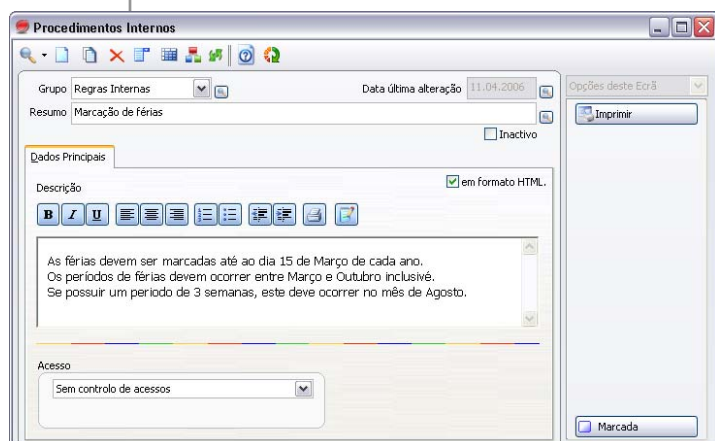 Procedimentos Internos
Grupo Regras Internas Data última alteração 11.04.2006 Opções deste Ecrã
Resumo Marcação de férias Imprimir
Inactivo
Dados Principais
Descrição em formato HTML.
B I U
As férias devem ser marcadas até ao dia 15 de Março de cada ano.
Os períodos de férias devem ocorrer entre Março e Outubro inclusivé.
Se possuir um periodo de 3 semanas, este deve ocorrer no mês de Agosto.
Acesso
Sem controlo de acessos
Marcada